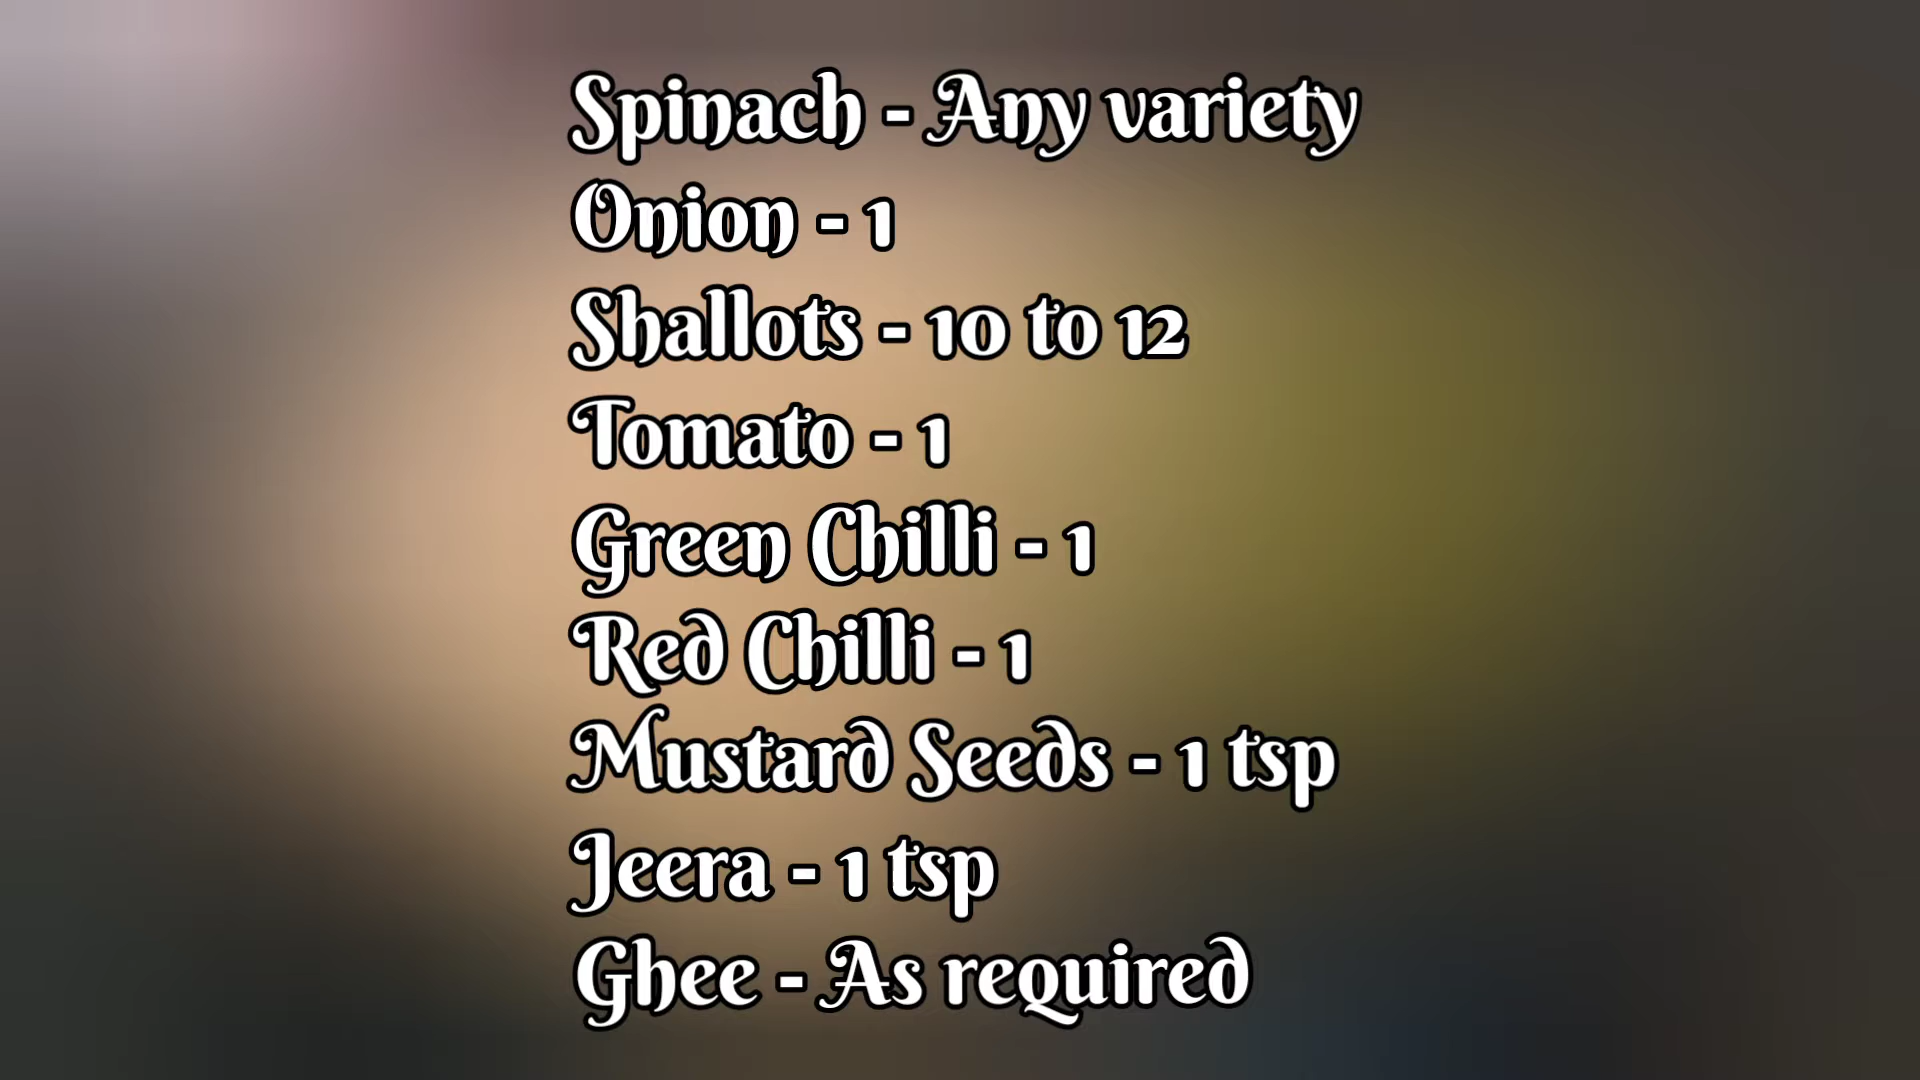 Spinach - Any variety
Onion - 1
Shallots - 10 to 12
Tomato - 1
Green Chilli - 1
Red Chilli - 1
Mustard Seeds - 1 tsp
Jeera - 1 tsp
Ghee - As required